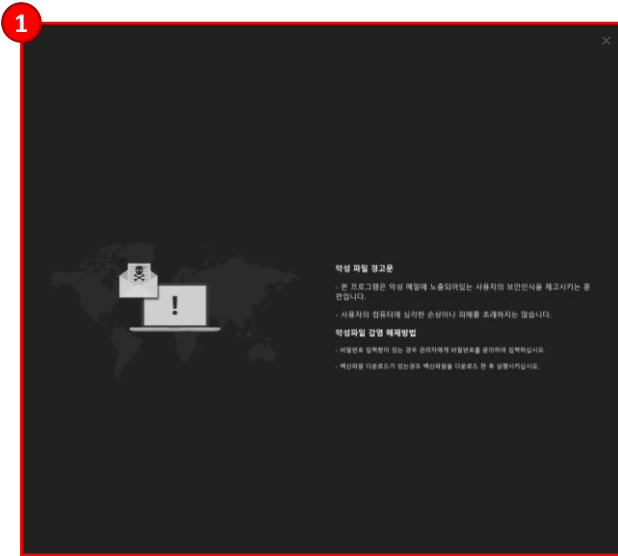 1
×
!
악성 파일 경고문
- 본 프로그램은 악성 메일에 노출되어있는 사용자의 보안인식을 제고시키는 훈
련입니다.
- 사용자의 컴퓨터에 심각한 손상이나 피해를 초래하지는 않습니다.
악성파일 감염 해제방법
- 비밀번호 입력창이 있는 경우 관리자에게 비밀번호를 문의하여 입력하십시오.
- 백신파일 다운로드가 있는경우 백신파일을 다운로드 한 후 실행시키십시오.